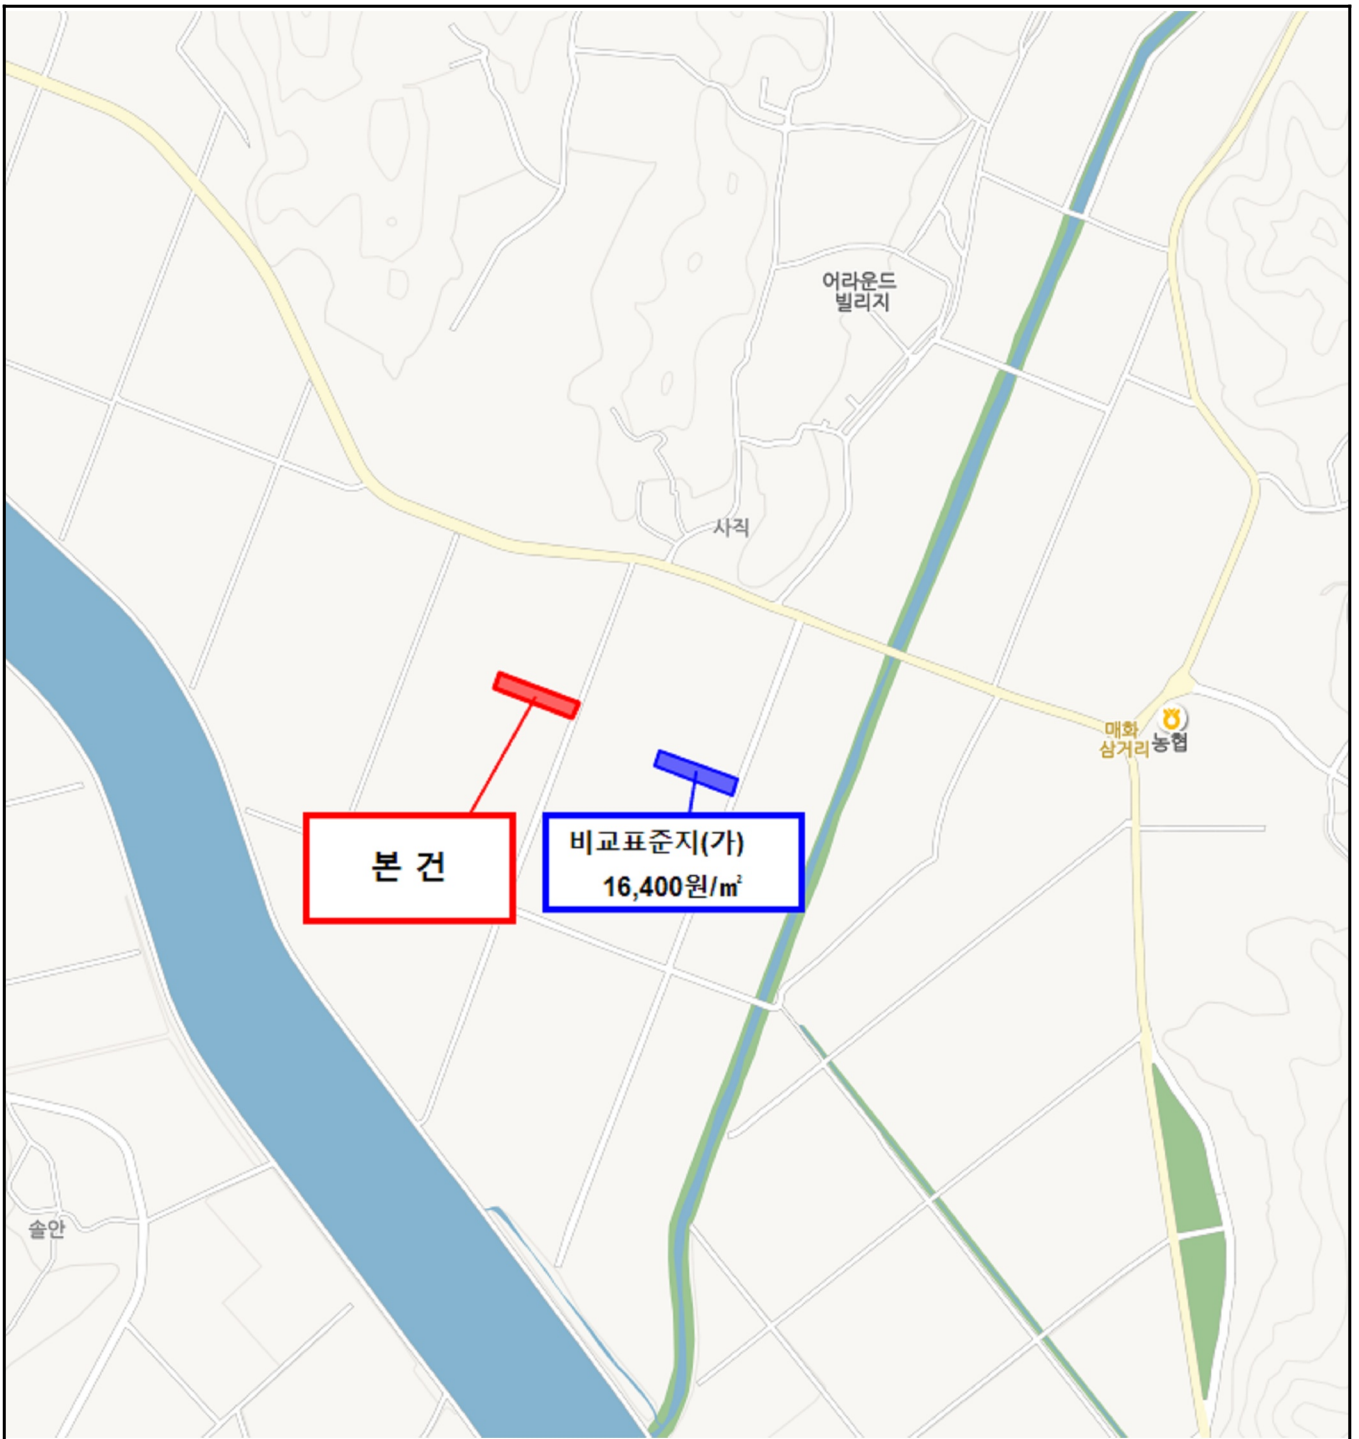 어라운드
빌리지
사직
매화
삼거리
농협
본 건
비교표준지(가)
16,400원/㎡
솔안